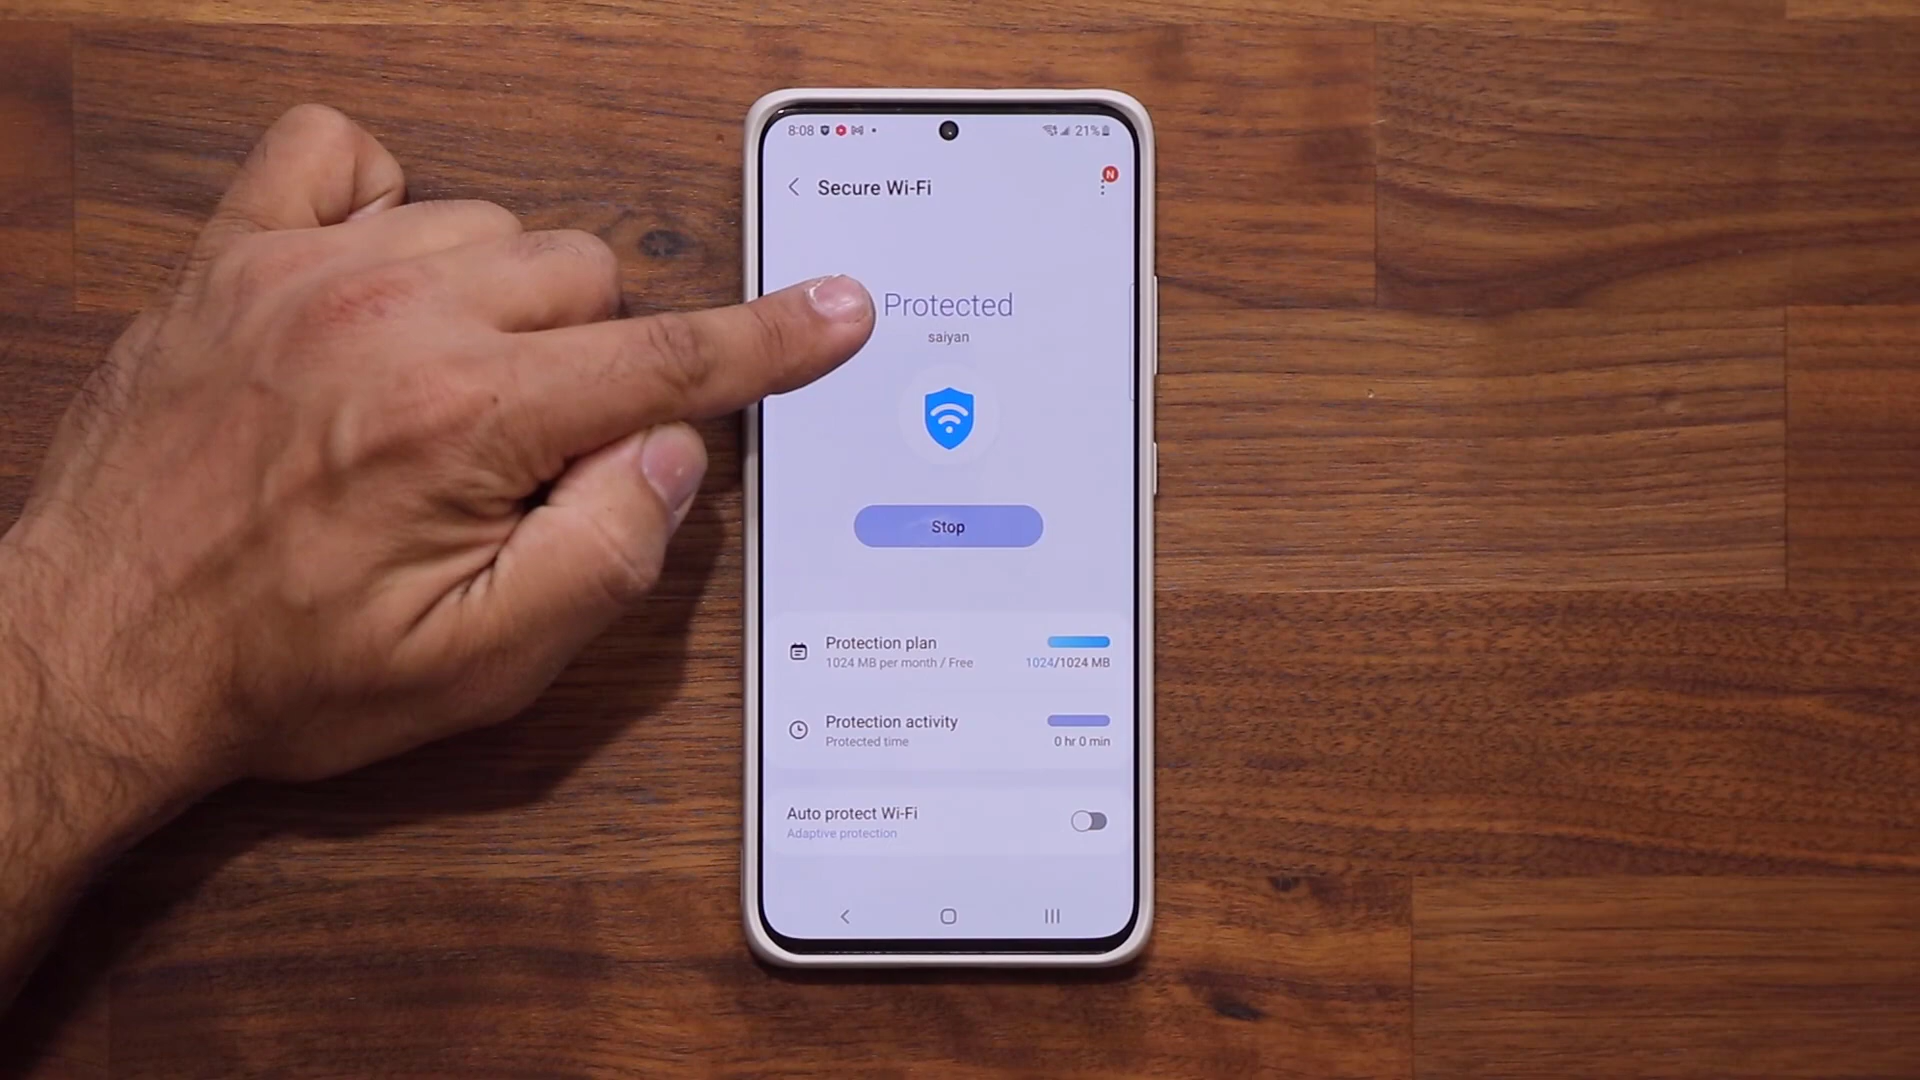 8:08 21%
Secure Wi-Fi
N
Protected
saiyan
Stop
Protection plan
1024 MB per month / Free 1024/1024 MB
Protection activity
Protected time 0 hr 0 min
Auto protect Wi-Fi
Adaptive protection